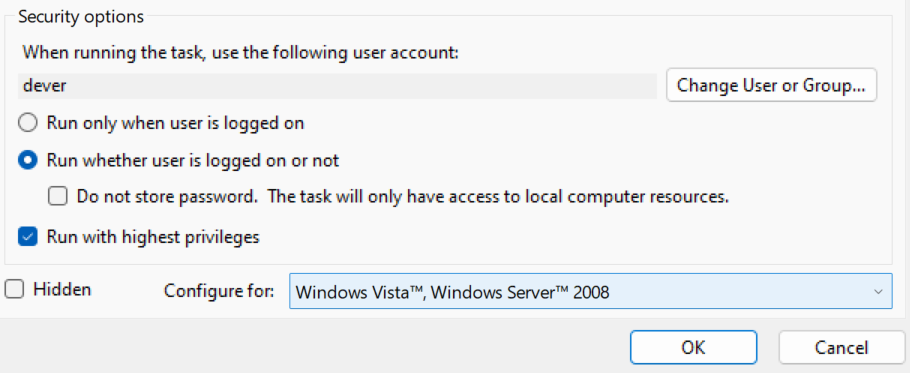 Security options
When running the task, use the following user account:
dever
Change User or Group...
Run only when user is logged on
Run whether user is logged on or not
Do not store password.  The task will only have access to local computer resources.
Run with highest privileges
Hidden
Configure for:
Windows Vista™, Windows Server™ 2008
OK
Cancel